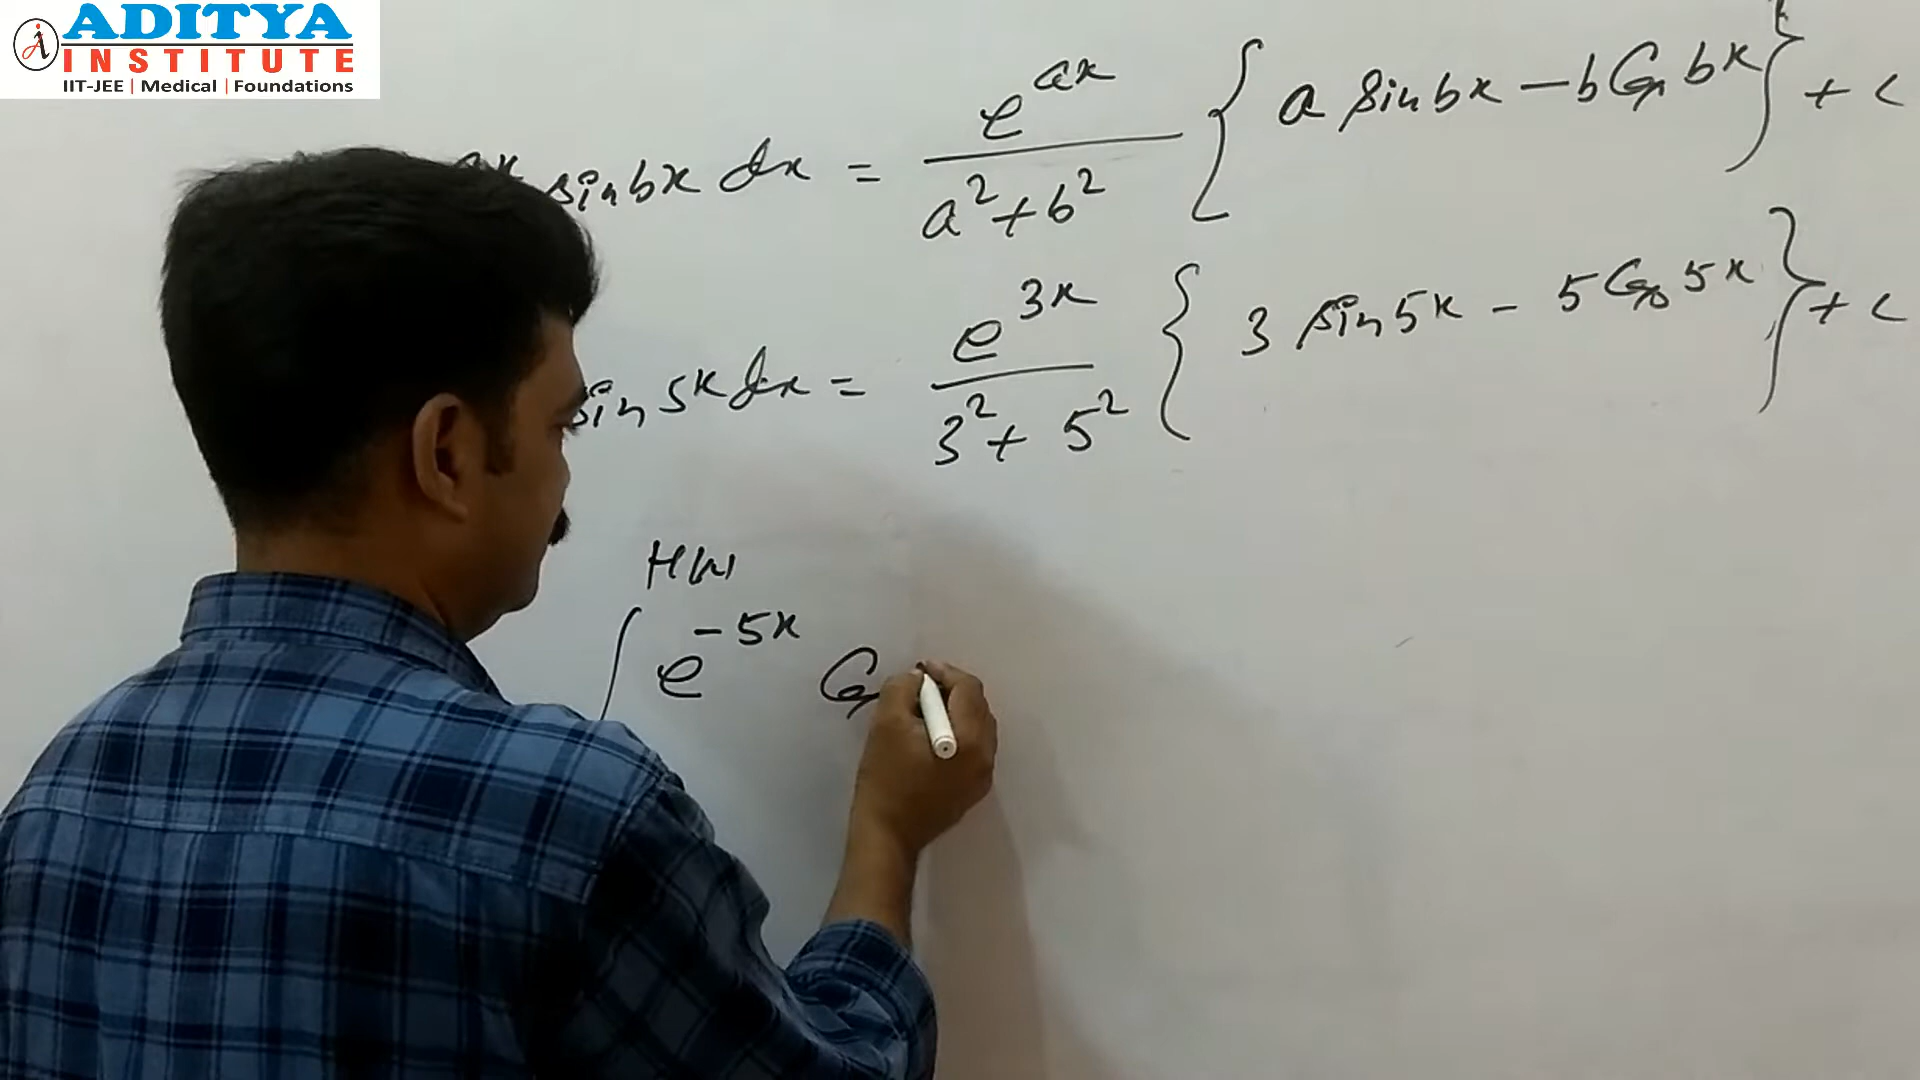 ADITYA
INSTITUTE
IIT-JEE | Medical | Foundations
sinbx dx = e^{ax} / (a²+b²) { a sinbx − b Cos bx } + c
sin5x dx = e^{3x} / (3²+5²) { 3 sin5x − 5 Cos 5x } + c
HW
∫ e^{-5x} Cos